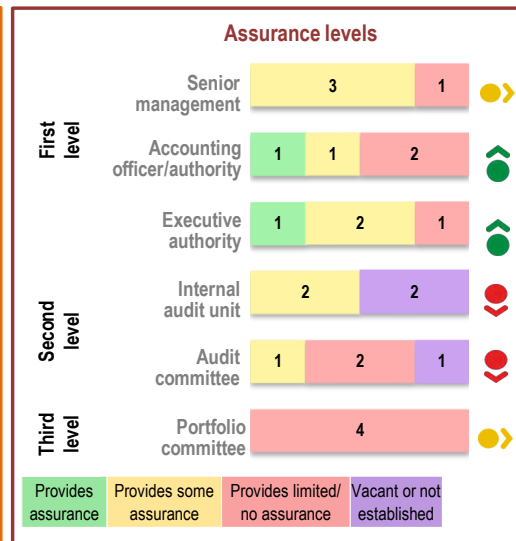 Assurance levels
First
level
Senior
management
3 1
Accounting
officer/authority
1 1 2
Executive
authority
1 2 1
Second
level
Internal
audit unit
2 2
Audit
committee
1 2 1
Third
level
Portfolio
committee
4
Provides
assurance
Provides some
assurance
Provides limited/
no assurance
Vacant or not
established